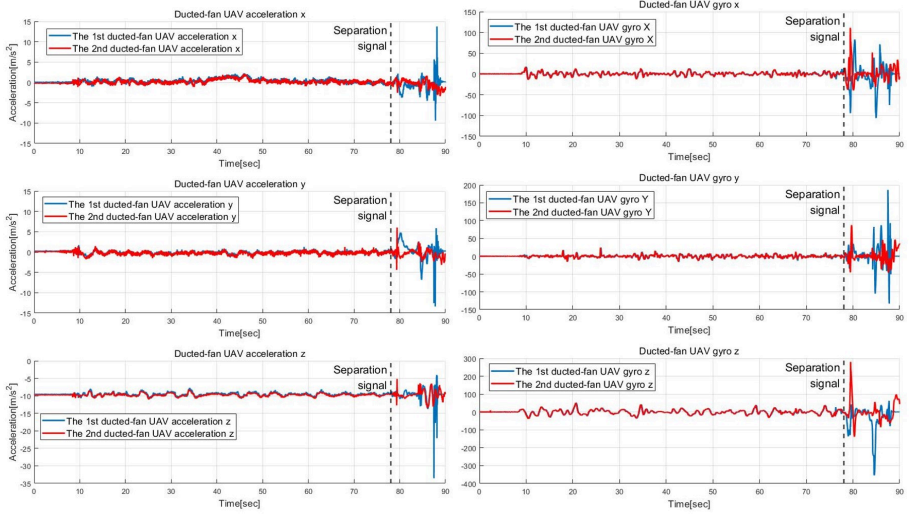 Ducted-fan UAV acceleration x
15
10
5
0
-5
-10
-15
Acceleration[m/s²]
The 1st ducted-fan UAV acceleration x
The 2nd ducted-fan UAV acceleration x
Separation
signal
0 10 20 30 40 50 60 70 80 90
Time[sec]
Ducted-fan UAV gyro x
150
100
50
0
-50
-100
-150
The 1st ducted-fan UAV gyro X
The 2nd ducted-fan UAV gyro X
Separation
signal
0 10 20 30 40 50 60 70 80 90
Time[sec]
Ducted-fan UAV acceleration y
15
10
5
0
-5
-10
-15
Acceleration[m/s²]
The 1st ducted-fan UAV acceleration y
The 2nd ducted-fan UAV acceleration y
Separation
signal
0 10 20 30 40 50 60 70 80 90
Time[sec]
Ducted-fan UAV gyro y
200
150
100
50
0
-50
-100
-150
The 1st ducted-fan UAV gyro Y
The 2nd ducted-fan UAV gyro Y
Separation
signal
0 10 20 30 40 50 60 70 80 90
Time[sec]
Ducted-fan UAV acceleration z
0
-5
-10
-15
-20
-25
-30
-35
Acceleration[m/s²]
The 1st ducted-fan UAV acceleration z
The 2nd ducted-fan UAV acceleration z
Separation
signal
0 10 20 30 40 50 60 70 80 90
Time[sec]
Ducted-fan UAV gyro z
300
200
100
0
-100
-200
-300
-400
The 1st ducted-fan UAV gyro z
The 2nd ducted-fan UAV gyro z
Separation
signal
0 10 20 30 40 50 60 70 80 90
Time[sec]